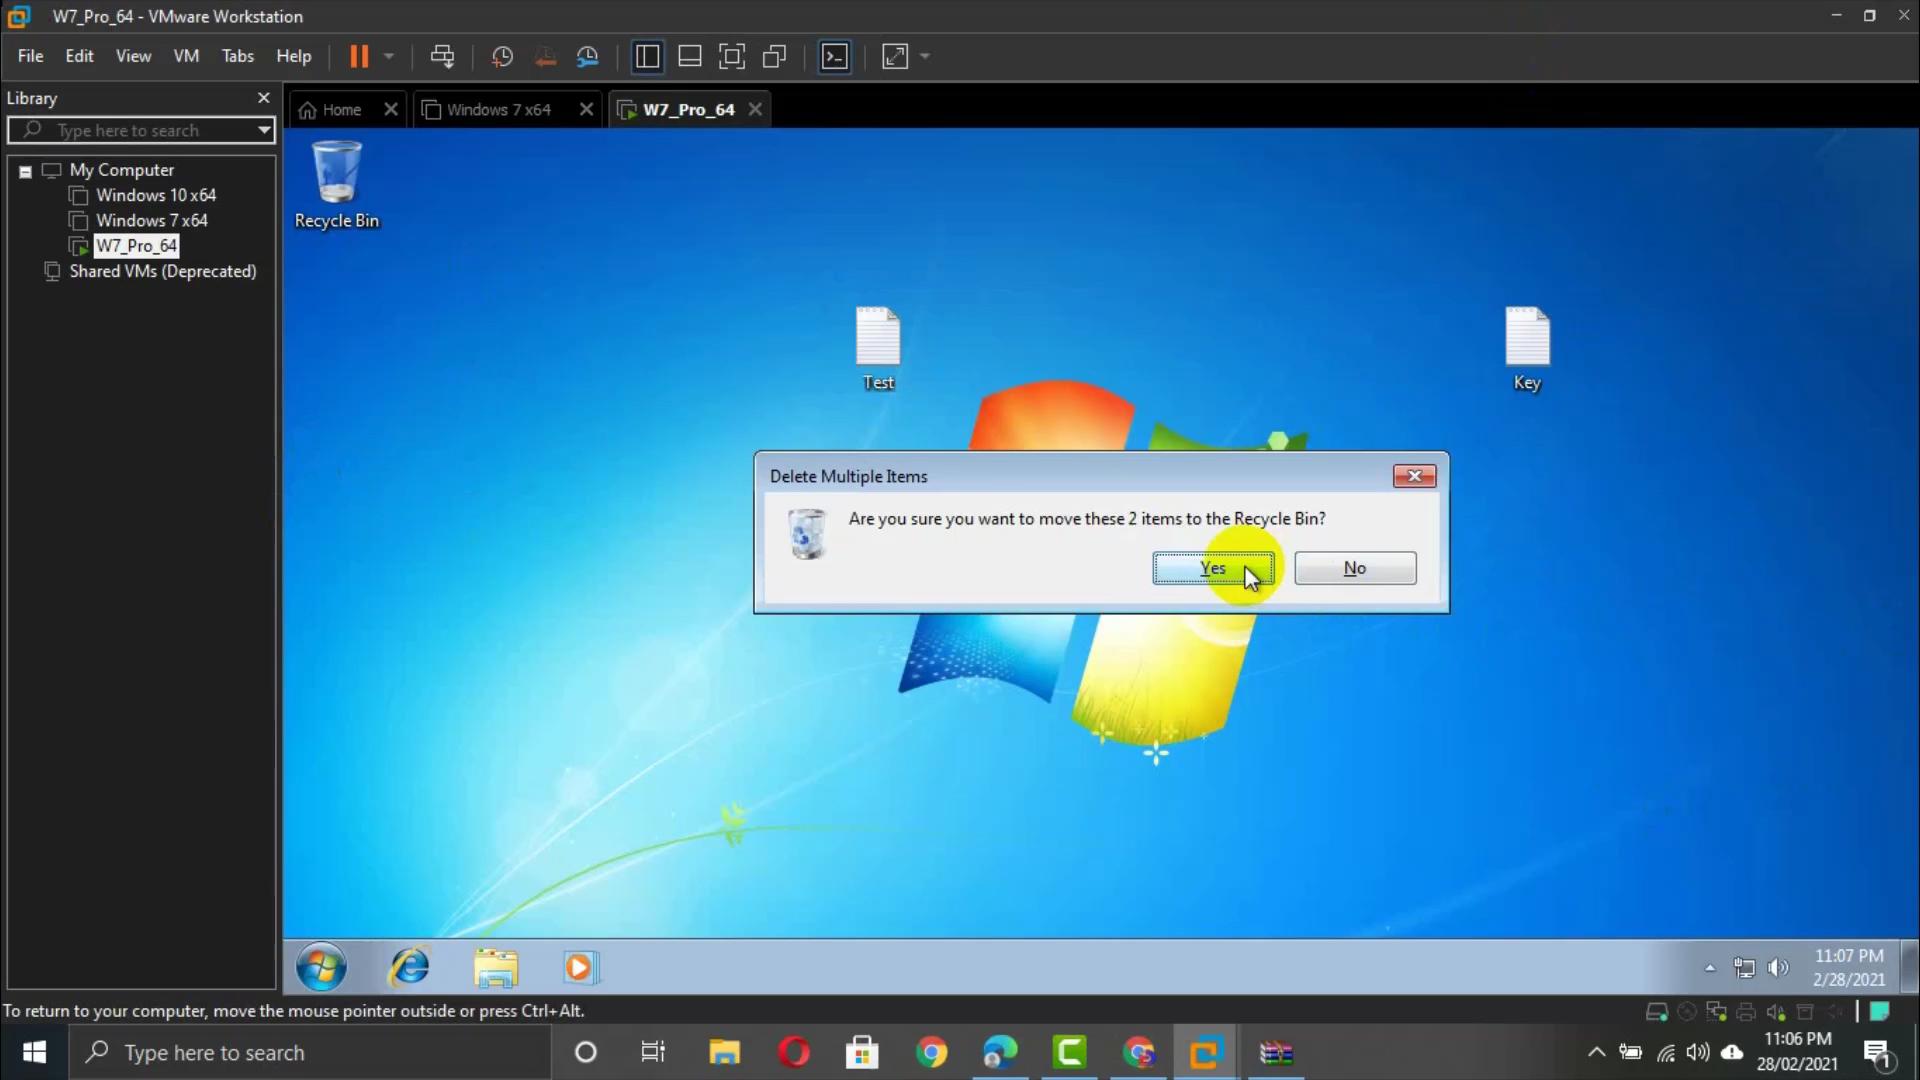 W7_Pro_64 - VMware Workstation
File Edit View VM Tabs Help
Library
Type here to search
My Computer
Windows 10 x64
Windows 7 x64
W7_Pro_64
Shared VMs (Deprecated)
Home
Windows 7 x64
W7_Pro_64
Recycle Bin
Test
Key
Delete Multiple Items
Are you sure you want to move these 2 items to the Recycle Bin?
Yes
No
11:07 PM
2/28/2021
To return to your computer, move the mouse pointer outside or press Ctrl+Alt.
Type here to search
11:06 PM
28/02/2021
1